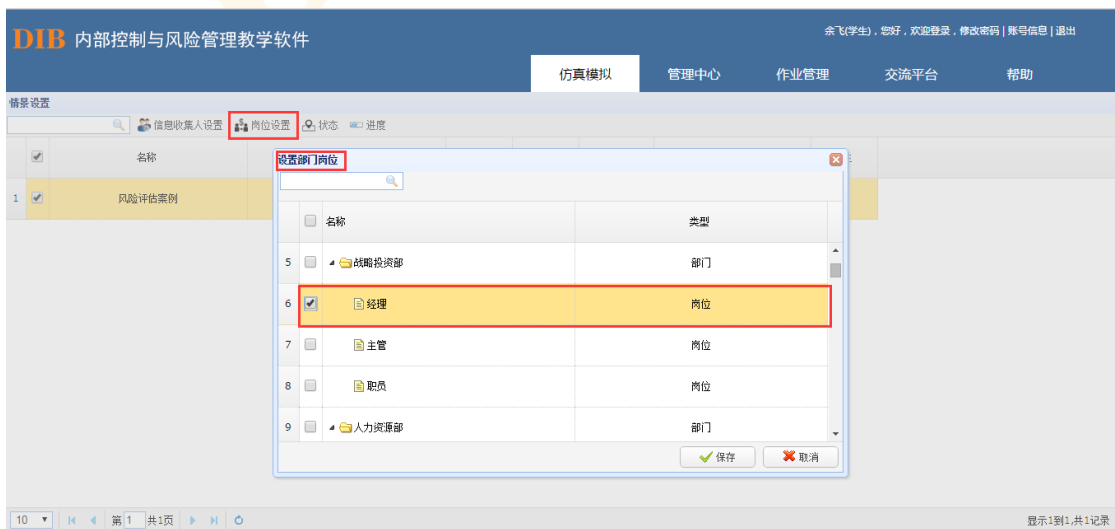 DIB 内部控制与风险管理教学软件
余飞(学生),您好,欢迎登录,修改密码|账号信息|退出
仿真模拟 管理中心 作业管理 交流平台 帮助
情景设置
信息收集人设置 岗位设置 状态 进度
名称
1 风险评估案例
设置部门岗位
名称 类型
5 战略投资部 部门
6 经理 岗位
7 主管 岗位
8 职员 岗位
9 人力资源部 部门
保存 取消
10 第 1 共1页 显示1到1,共1记录